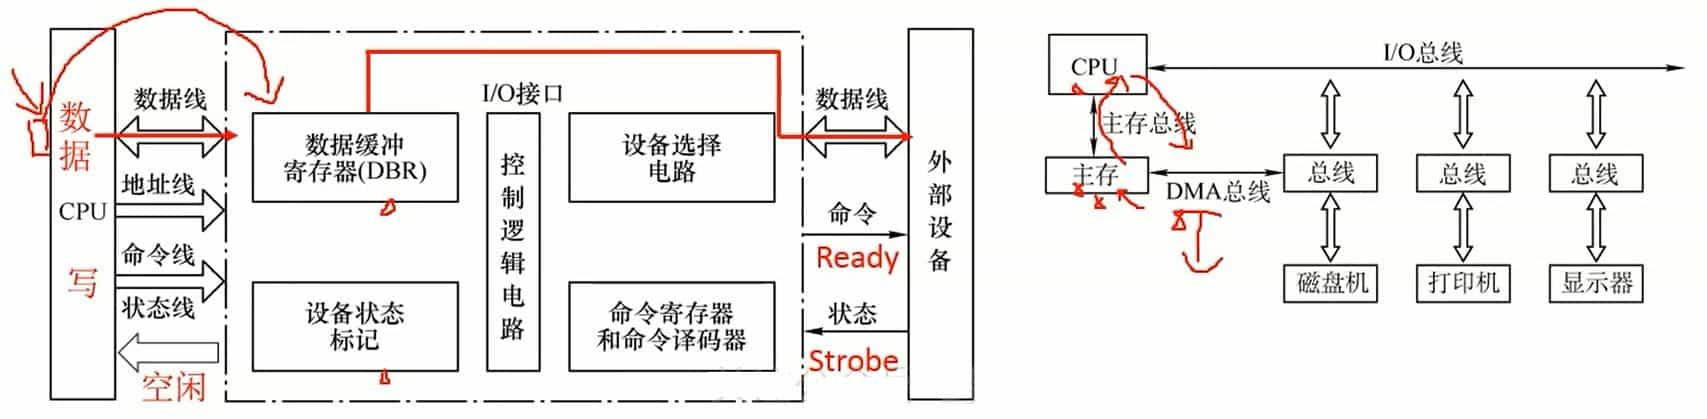 数
据
CPU
写
数据线
地址线
命令线
状态线
空闲
I/O接口
数据缓冲
寄存器(DBR)
设备状态
标记
控
制
逻
辑
电
路
设备选择
电路
命令寄存器
和命令译码器
数据线
命令
Ready
状态
Strobe
外
部
设
备
CPU
I/O总线
主存总线
主存
DMA总线
总线
总线
总线
磁盘机
打印机
显示器